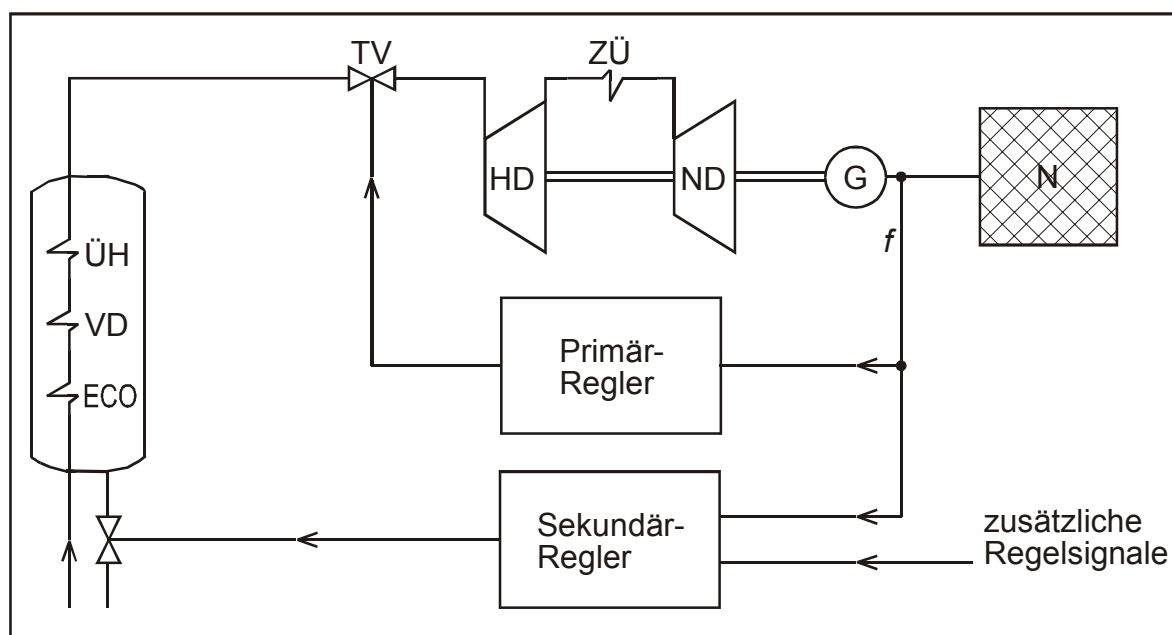 TV
ZÜ
HD
ND
G
N
f
ÜH
VD
ECO
Primär-
Regler
Sekundär-
Regler
zusätzliche
Regelsignale